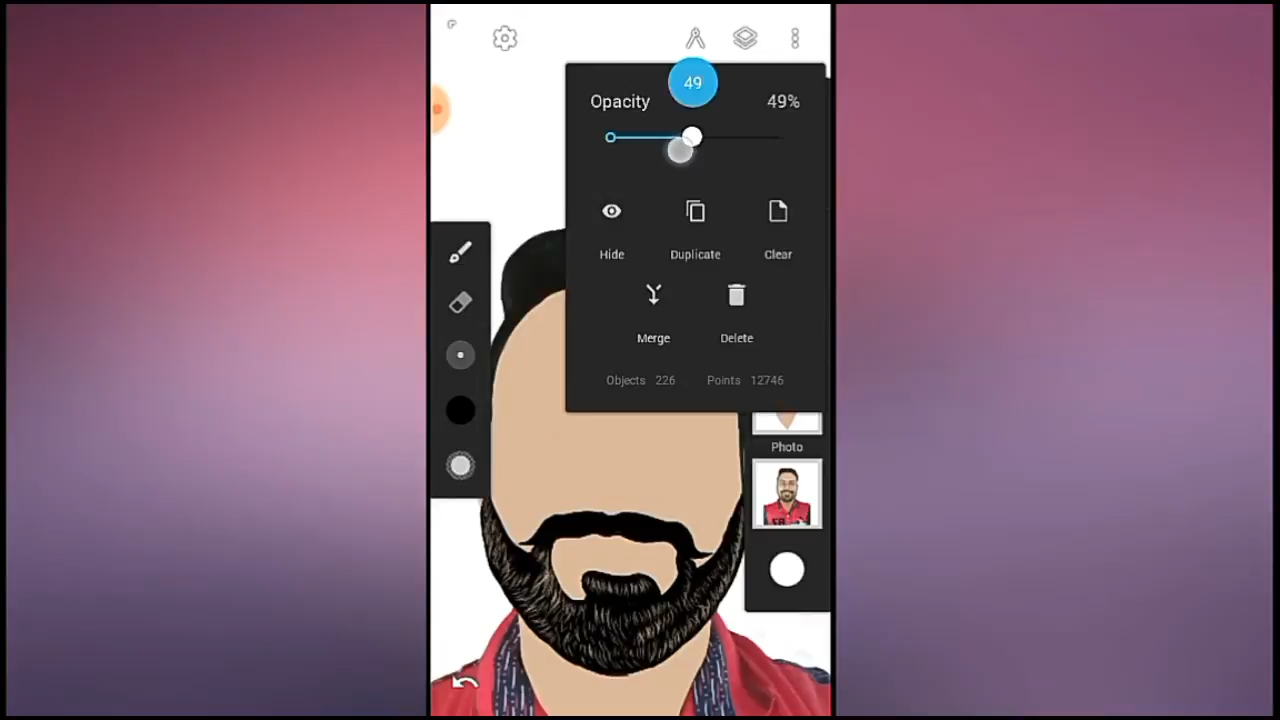 49
Opacity 49%
Hide Duplicate Clear
Merge Delete
Objects 226 Points 12746
Photo